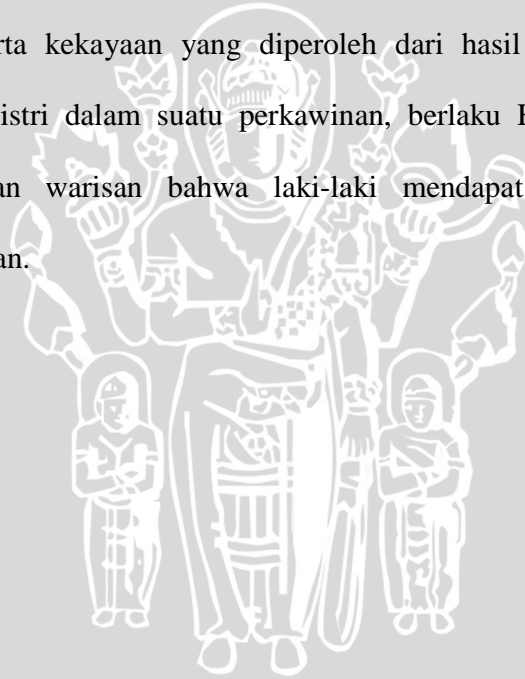 rta kekayaan yang diperoleh dari hasil
istri dalam suatu perkawinan, berlaku
an warisan bahwa laki-laki mendapat
an.